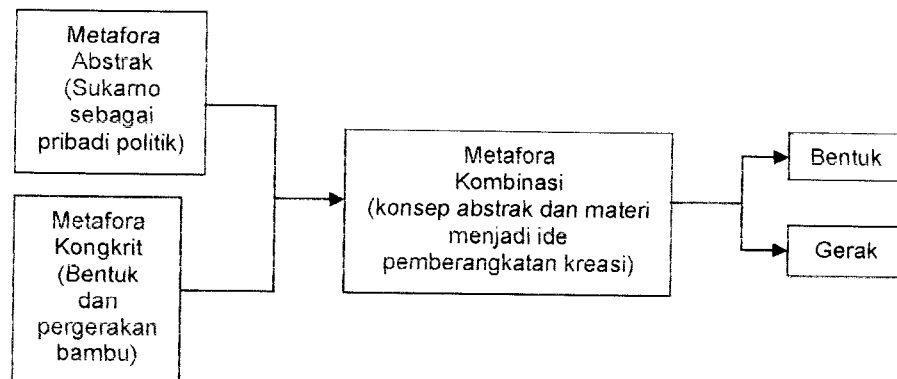 Metafora
Abstrak
(Sukarno
sebagai
pribadi politik)
Metafora
Kongkrit
(Bentuk
dan
pergerakan
bambu)
Metafora
Kombinasi
(konsep abstrak dan materi
menjadi ide
pemberangkatan kreasi)
Bentuk
Gerak